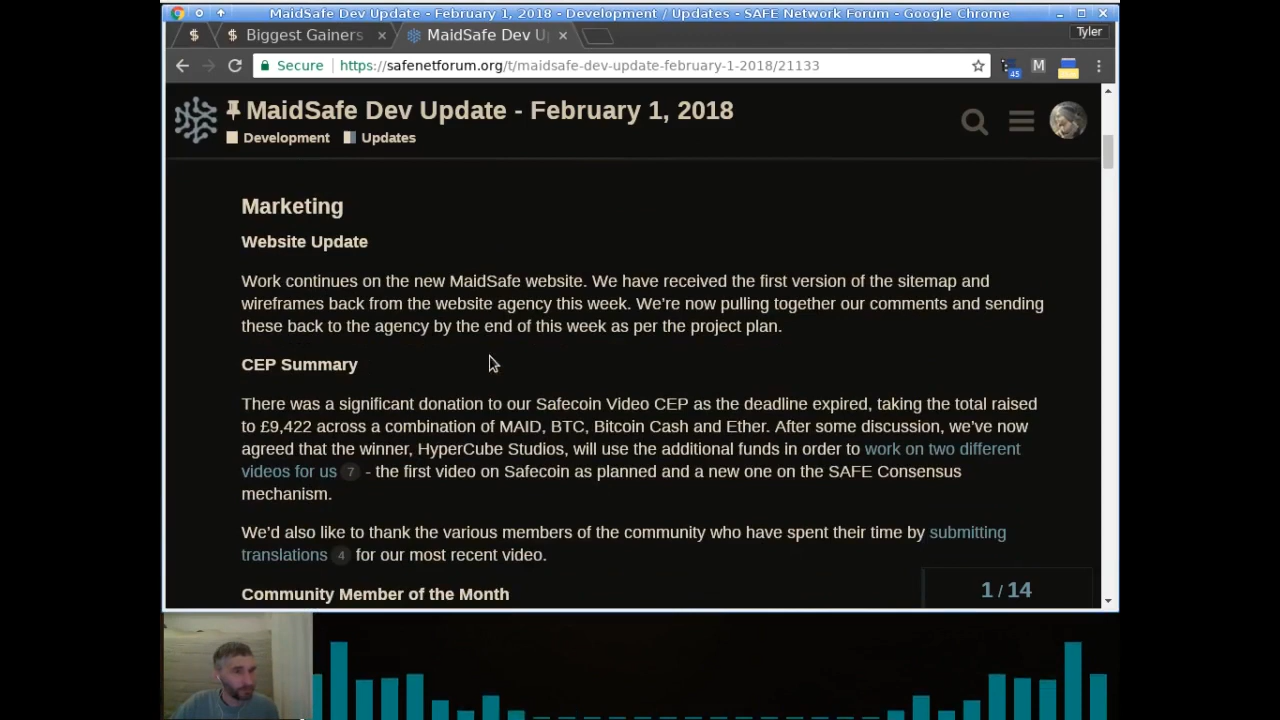 MaidSafe Dev Update - February 1, 2018 - Development / Updates - SAFE Network Forum - Google Chrome
$ $ Biggest Gainers MaidSafe Dev U Tyler
Secure https://safenetforum.org/t/maidsafe-dev-update-february-1-2018/21133 45 M
MaidSafe Dev Update - February 1, 2018
Development Updates
Marketing
Website Update
Work continues on the new MaidSafe website. We have received the first version of the sitemap and
wireframes back from the website agency this week. We’re now pulling together our comments and sending
these back to the agency by the end of this week as per the project plan.
CEP Summary
There was a significant donation to our Safecoin Video CEP as the deadline expired, taking the total raised
to £9,422 across a combination of MAID, BTC, Bitcoin Cash and Ether. After some discussion, we’ve now
agreed that the winner, HyperCube Studios, will use the additional funds in order to work on two different
videos for us 7 - the first video on Safecoin as planned and a new one on the SAFE Consensus
mechanism.
We’d also like to thank the various members of the community who have spent their time by submitting
translations 4 for our most recent video.
Community Member of the Month
1 / 14